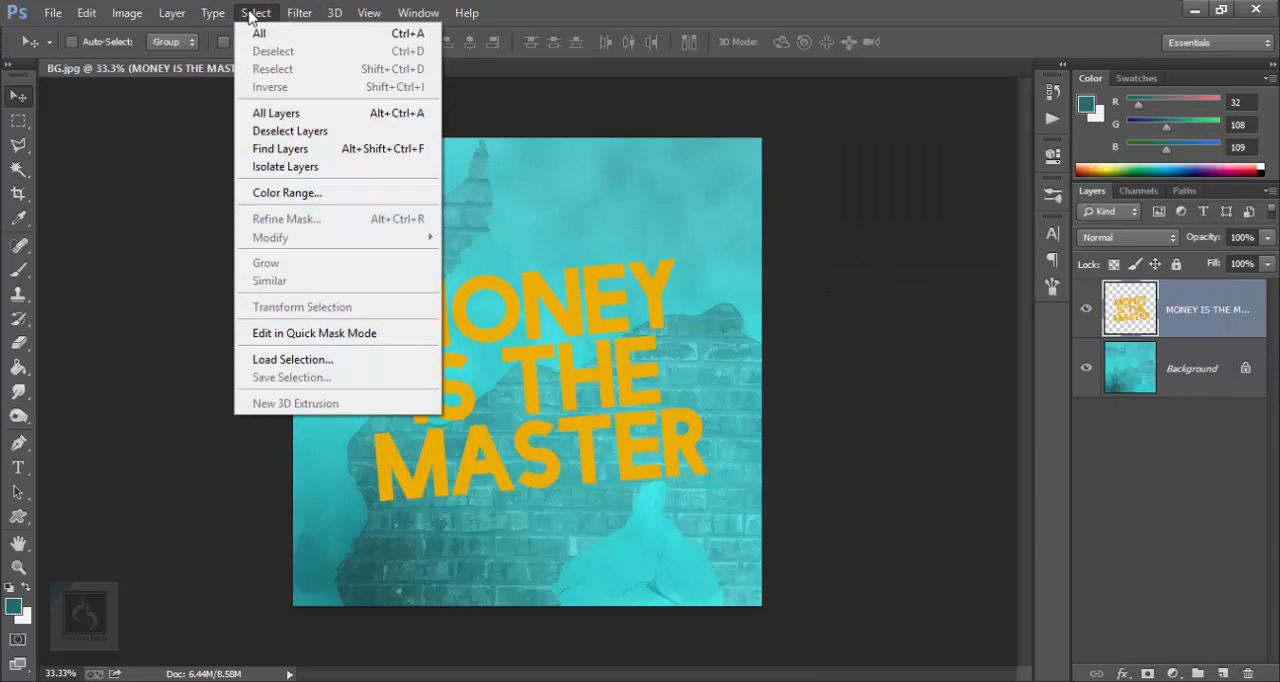 Ps File Edit Image Layer Type Select Filter 3D View Window Help
Auto-Select: Group 3D Mode: Essentials
BG.jpg @ 33.3% (MONEY IS THE MAST
All Ctrl+A
Deselect Ctrl+D
Reselect Shift+Ctrl+D
Inverse Shift+Ctrl+I
All Layers Alt+Ctrl+A
Deselect Layers
Find Layers Alt+Shift+Ctrl+F
Isolate Layers
Color Range...
Refine Mask... Alt+Ctrl+R
Modify
Grow
Similar
Transform Selection
Edit in Quick Mask Mode
Load Selection...
Save Selection...
New 3D Extrusion
MONEY
IS THE
MASTER
Color Swatches
R 32
G 108
B 109
Layers Channels Paths
Kind
Normal Opacity: 100%
Lock: Fill: 100%
MONEY IS THE M...
Background
33.33% Doc: 6.44M/8.58M